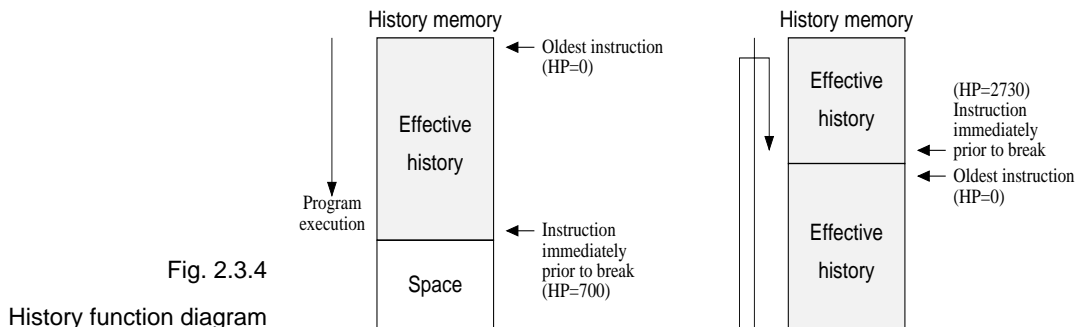 History memory
Oldest instruction
(HP=0)
Effective
history
Program
execution
Instruction
immediately
prior to break
(HP=700)
Space
History memory
Effective
history
(HP=2730)
Instruction
immediately
prior to break
Oldest instruction
(HP=0)
Effective
history
Fig. 2.3.4
History function diagram